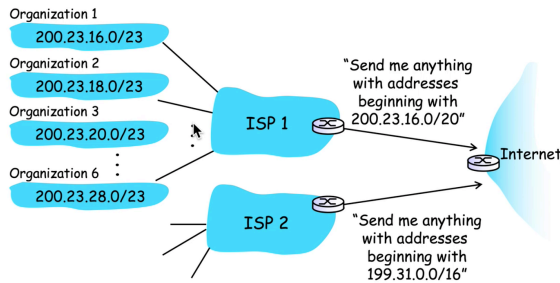 Organization 1
200.23.16.0/23
Organization 2
200.23.18.0/23
Organization 3
200.23.20.0/23
Organization 6
200.23.28.0/23
ISP 1
"Send me anything
with addresses
beginning with
200.23.16.0/20"
Internet
ISP 2
"Send me anything
with addresses
beginning with
199.31.0.0/16"